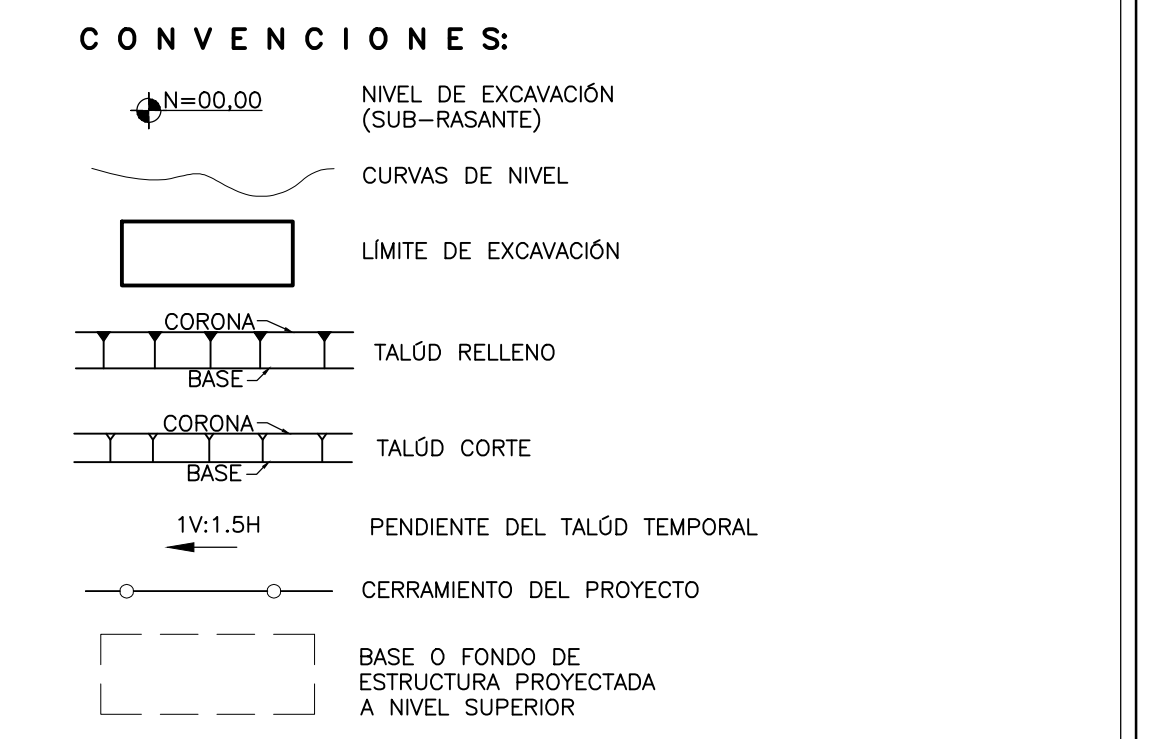 CONVENCIONES:
N=00,00
NIVEL DE EXCAVACIÓN
(SUB-RASANTE)
CURVAS DE NIVEL
LÍMITE DE EXCAVACIÓN
CORONA
TALÚD RELLENO
BASE
CORONA
TALÚD CORTE
BASE
1V:1.5H
PENDIENTE DEL TALÚD TEMPORAL
CERRAMIENTO DEL PROYECTO
BASE O FONDO DE
ESTRUCTURA PROYECTADA
A NIVEL SUPERIOR